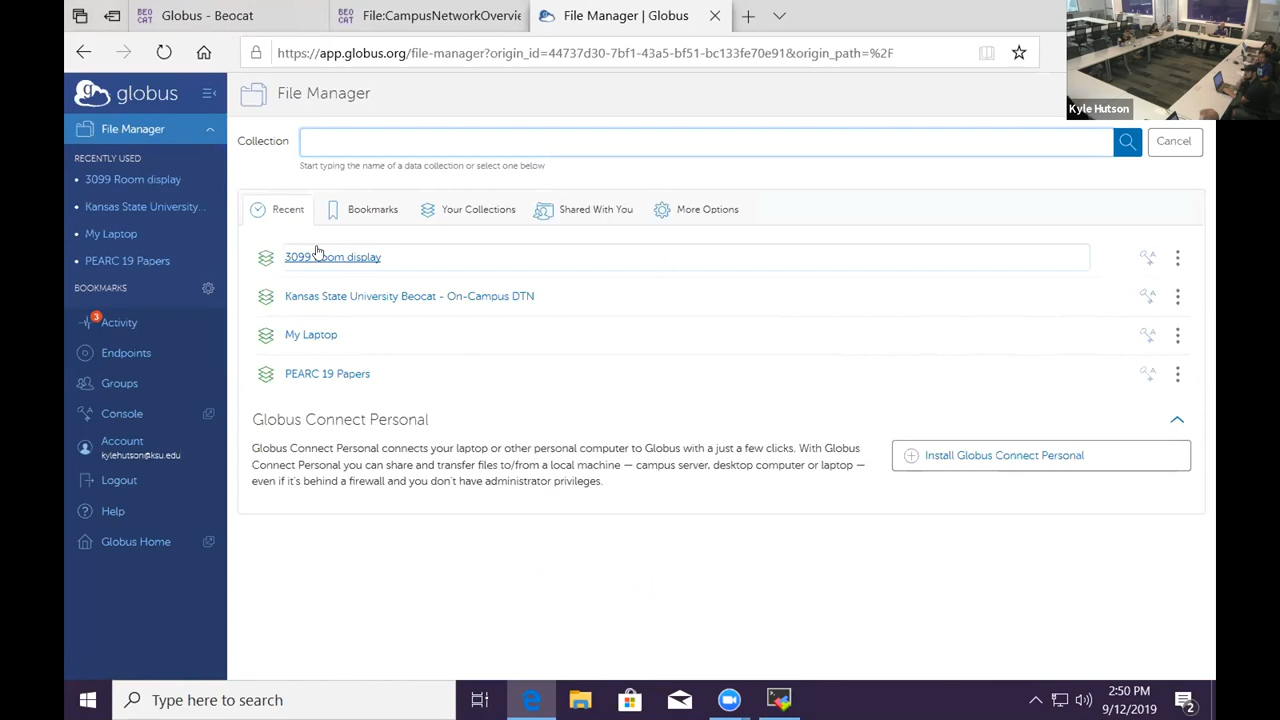 BEO CAT
Globus - Beocat
BEO CAT
File:CampusNetworkOvervie
File Manager | Globus
https://app.globus.org/file-manager?origin_id=44737d30-7bf1-43a5-bf51-bc133fe70e91&origin_path=%2F
Kyle Hutson
globus
File Manager
File Manager
Collection
Cancel
Start typing the name of a data collection or select one below
RECENTLY USED
3099 Room display
Kansas State University...
My Laptop
PEARC 19 Papers
BOOKMARKS
3
Activity
Endpoints
Groups
Console
Account
kylehutson@ksu.edu
Logout
Help
Globus Home
Recent
Bookmarks
Your Collections
Shared With You
More Options
3099 Room display
Kansas State University Beocat - On-Campus DTN
My Laptop
PEARC 19 Papers
Globus Connect Personal
Globus Connect Personal connects your laptop or other personal computer to Globus with a just a few clicks. With Globus
Connect Personal you can share and transfer files to/from a local machine — campus server, desktop computer or laptop —
even if it's behind a firewall and you don't have administrator privileges.
Install Globus Connect Personal
Type here to search
2:50 PM
9/12/2019
2